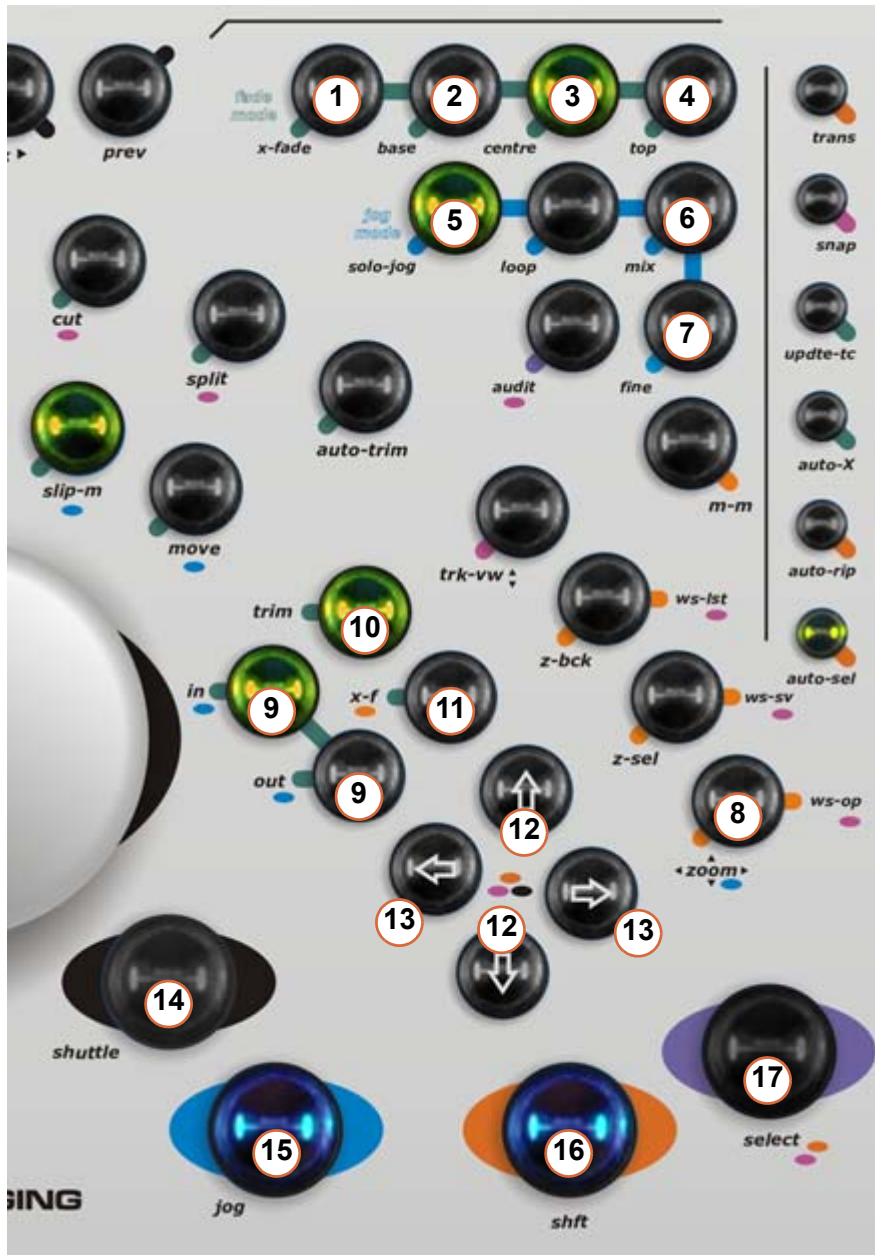 prev
fade
mode
1
2
3
4
x-fade
base
centre
top
trans
jog
mode
5
6
solo-jog
loop
mix
snap
cut
7
split
audit
fine
updte-tc
auto-trim
auto-X
slip-m
m-m
move
trk-vw
auto-rip
trim
10
ws-lst
z-bck
auto-sel
in
9
x-f
11
ws-sv
z-sel
out
9
12
8
ws-op
zoom
13
12
13
14
shuttle
17
15
16
select
jog
shft
GING